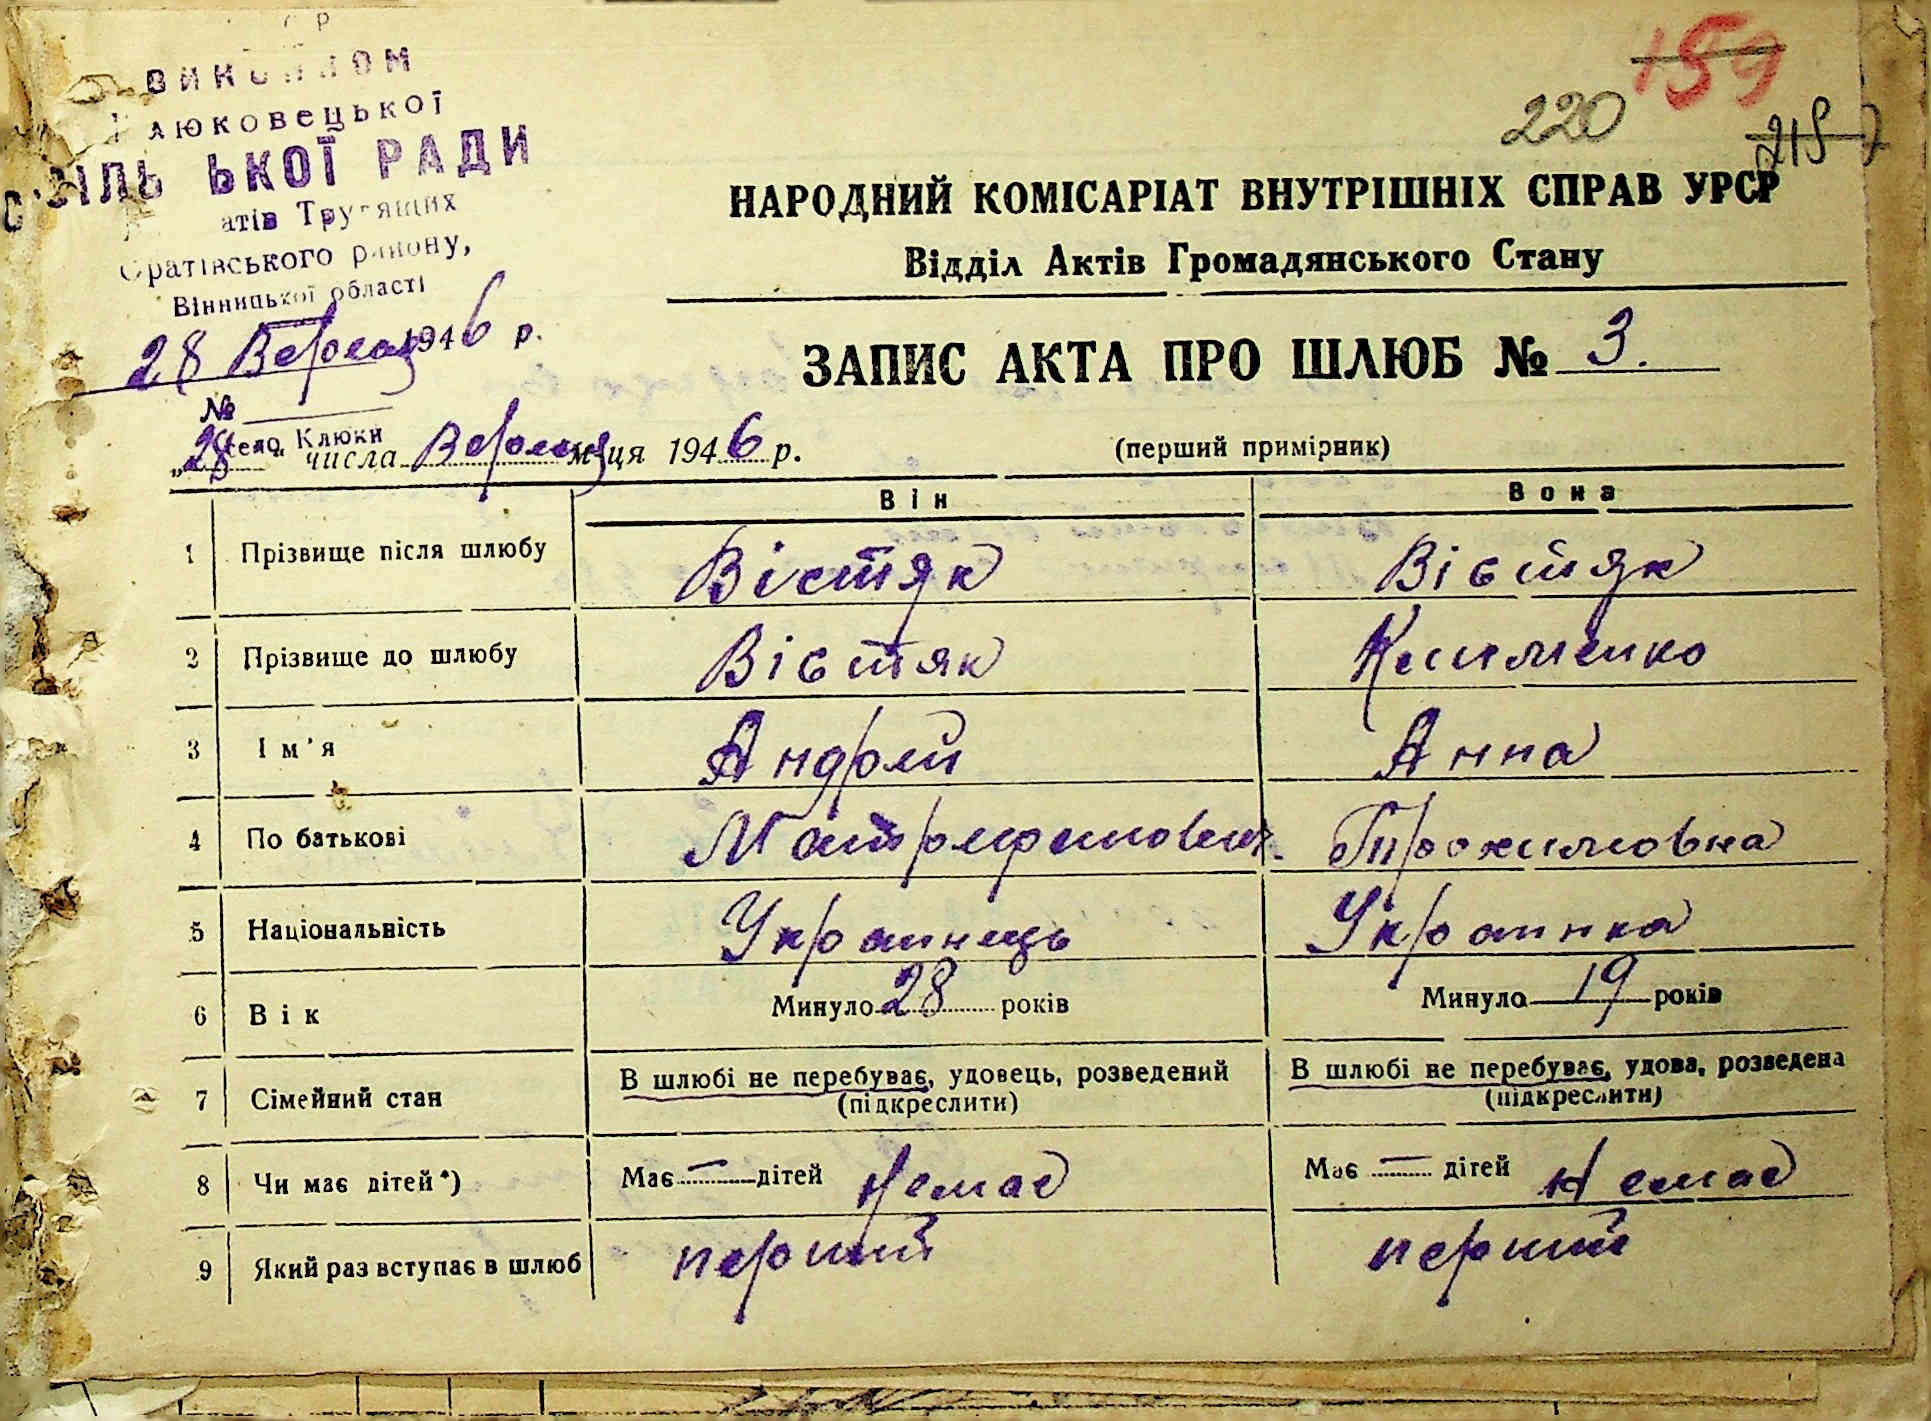 159
220
ВИКОНКОМ
Клюковецької
СІЛЬСЬКОЇ РАДИ
Депутатів Трудящих
Оратівського району,
Вінницької області
28 Вересня 1946 р.
№
село Клюки
НАРОДНИЙ КОМІСАРІАТ ВНУТРІШНІХ СПРАВ УРСР
Відділ Актів Громадянського Стану
ЗАПИС АКТА ПРО ШЛЮБ № 3.
„28“ числа Вересня м-ця 1946 р.
(перший примірник)
Він Вона
1 Прізвище після шлюбу Вістяк Вістяк
2 Прізвище до шлюбу Вістяк
3 Ім'я Андрій Анна
4 По батькові
5 Національність Українець Українка
6 Вік Минуло 28 років Минуло 19 років
7 Сімейний стан В шлюбі не перебуває, удовець, розведений В шлюбі не перебуває, удова, розведена
(підкреслити) (підкреслити)
8 Чи має дітей*) Має — дітей Немає Має — дітей Немає
9 Який раз вступає в шлюб перший перший